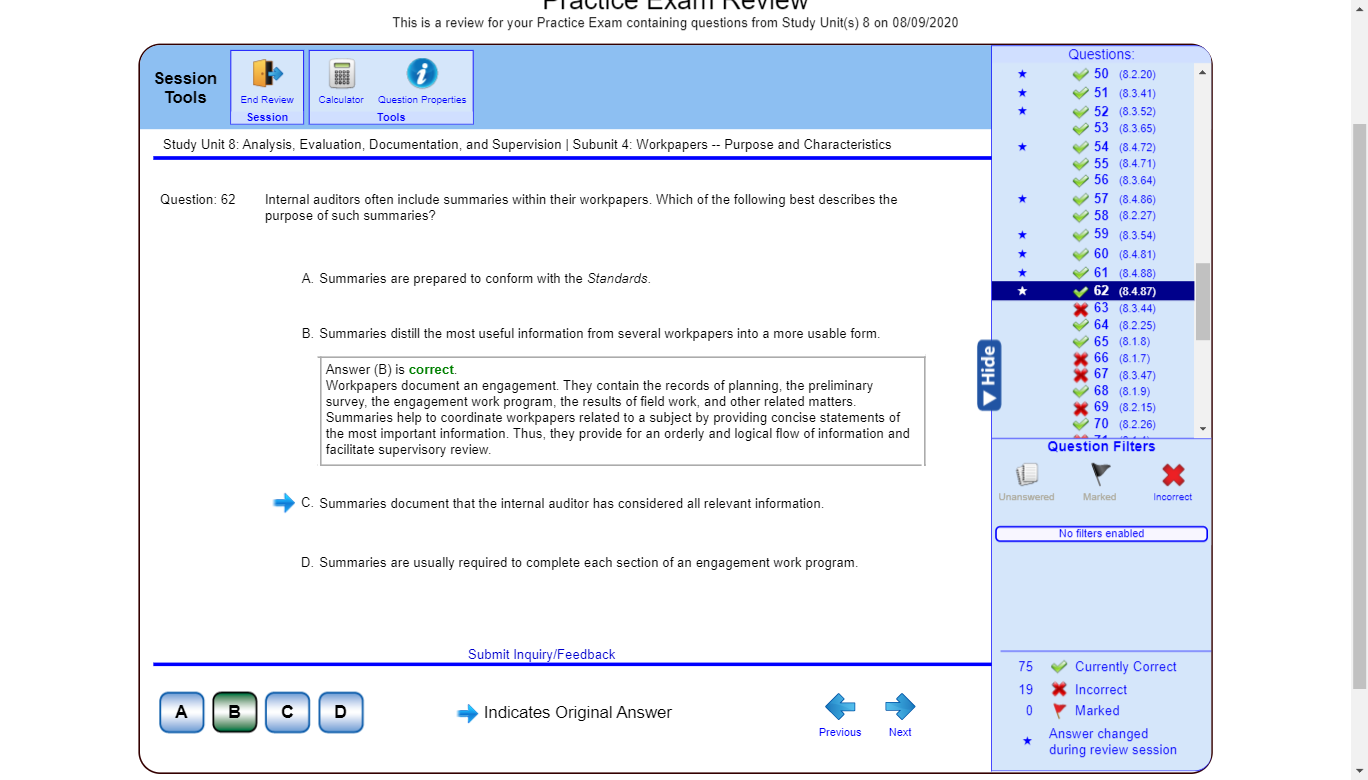 Practice Exam Review
This is a review for your Practice Exam containing questions from Study Unit(s) 8 on 08/09/2020
Session
Tools
End Review
Session
Calculator
Question Properties
Tools
Study Unit 8: Analysis, Evaluation, Documentation, and Supervision | Subunit 4: Workpapers -- Purpose and Characteristics
Question: 62
Internal auditors often include summaries within their workpapers. Which of the following best describes the
purpose of such summaries?
A. Summaries are prepared to conform with the Standards.
B. Summaries distill the most useful information from several workpapers into a more usable form.
Answer (B) is correct.
Workpapers document an engagement. They contain the records of planning, the preliminary
survey, the engagement work program, the results of field work, and other related matters.
Summaries help to coordinate workpapers related to a subject by providing concise statements of
the most important information. Thus, they provide for an orderly and logical flow of information and
facilitate supervisory review.
C. Summaries document that the internal auditor has considered all relevant information.
D. Summaries are usually required to complete each section of an engagement work program.
Submit Inquiry/Feedback
A B C D
Indicates Original Answer
Previous
Next
Questions:
50 (8.2.20)
51 (8.3.41)
52 (8.3.52)
53 (8.3.65)
54 (8.4.72)
55 (8.4.71)
56 (8.3.64)
57 (8.4.86)
58 (8.2.27)
59 (8.3.54)
60 (8.4.81)
61 (8.4.88)
62 (8.4.87)
63 (8.3.44)
64 (8.2.25)
65 (8.1.8)
66 (8.1.7)
67 (8.3.47)
68 (8.1.9)
69 (8.2.15)
70 (8.2.26)
Hide
Question Filters
Unanswered
Marked
Incorrect
No filters enabled
75 Currently Correct
19 Incorrect
0 Marked
Answer changed
during review session